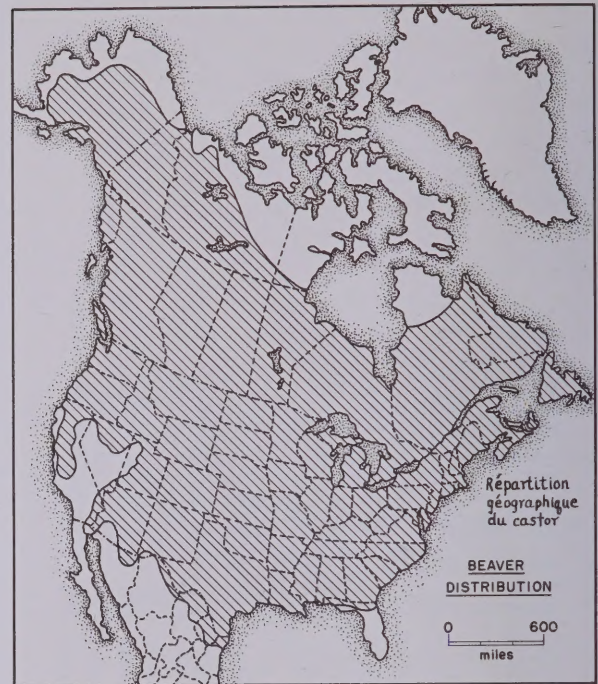 Répartition
géographique
du castor
BEAVER
DISTRIBUTION
0 600
miles